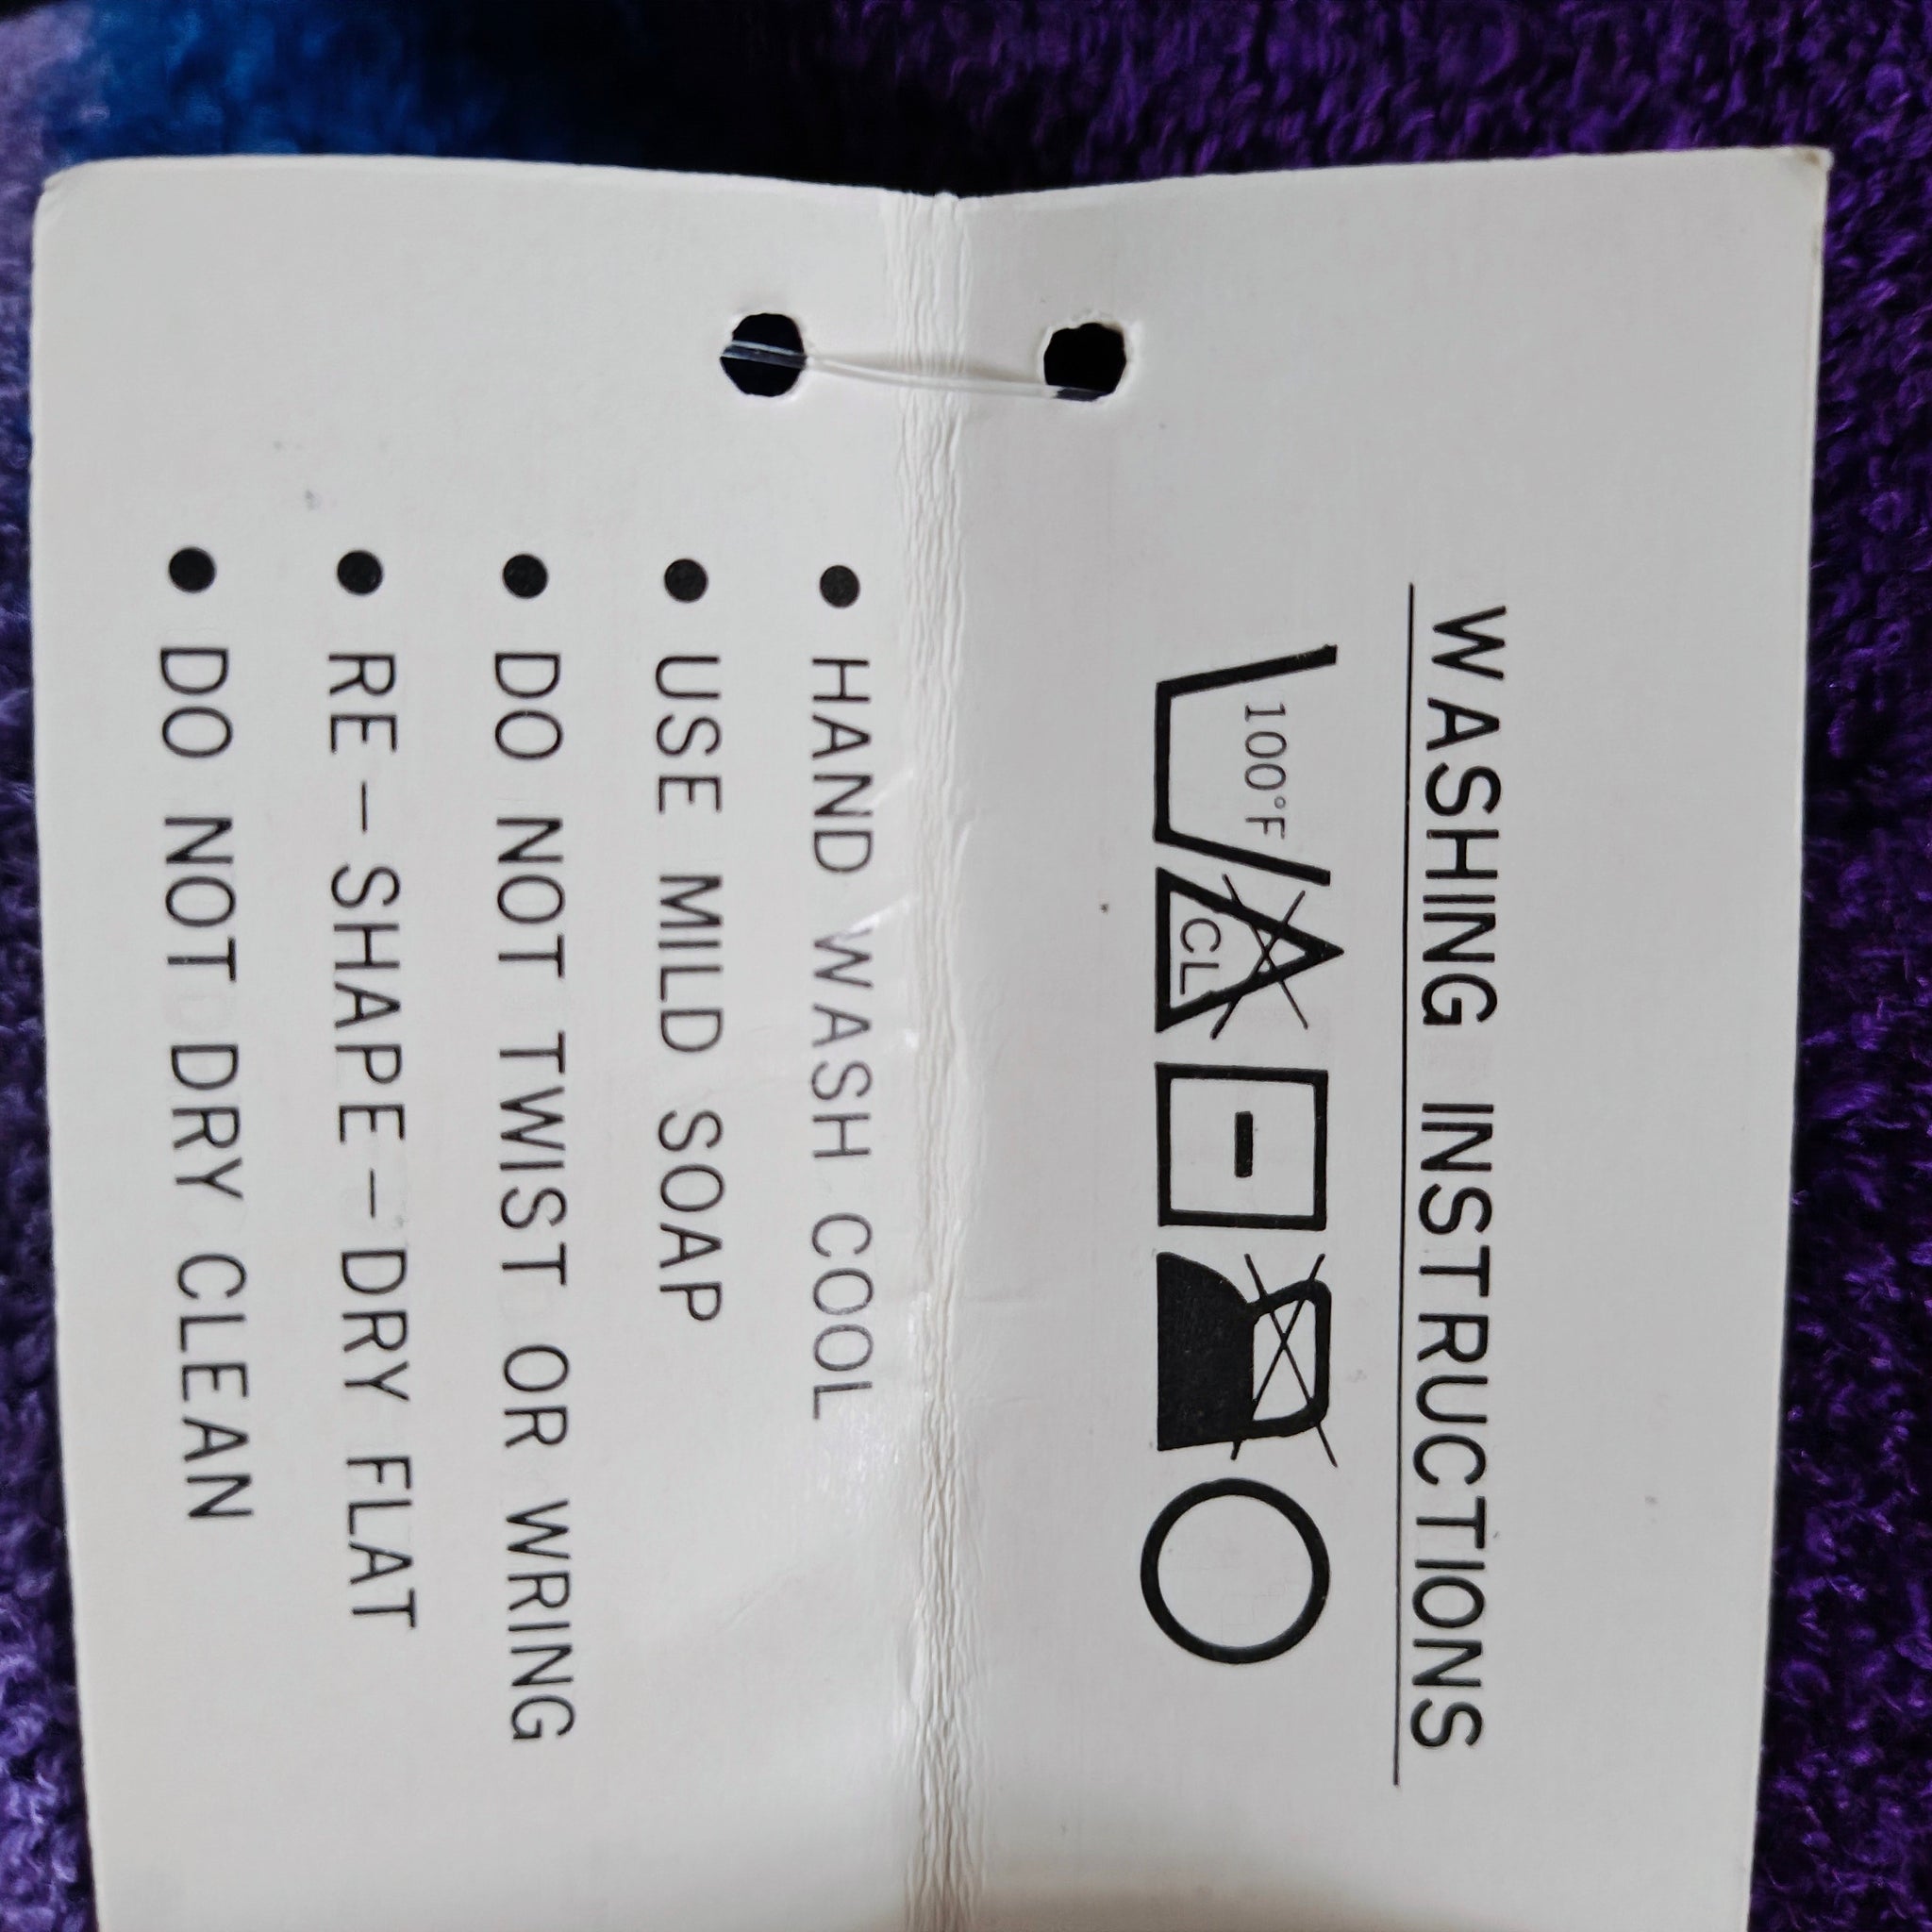 WASHING INSTRUCTIONS
100°F CL
• HAND WASH COOL
• USE MILD SOAP
• DO NOT TWIST OR WRING
• RE-SHAPE-DRY FLAT
• DO NOT DRY CLEAN